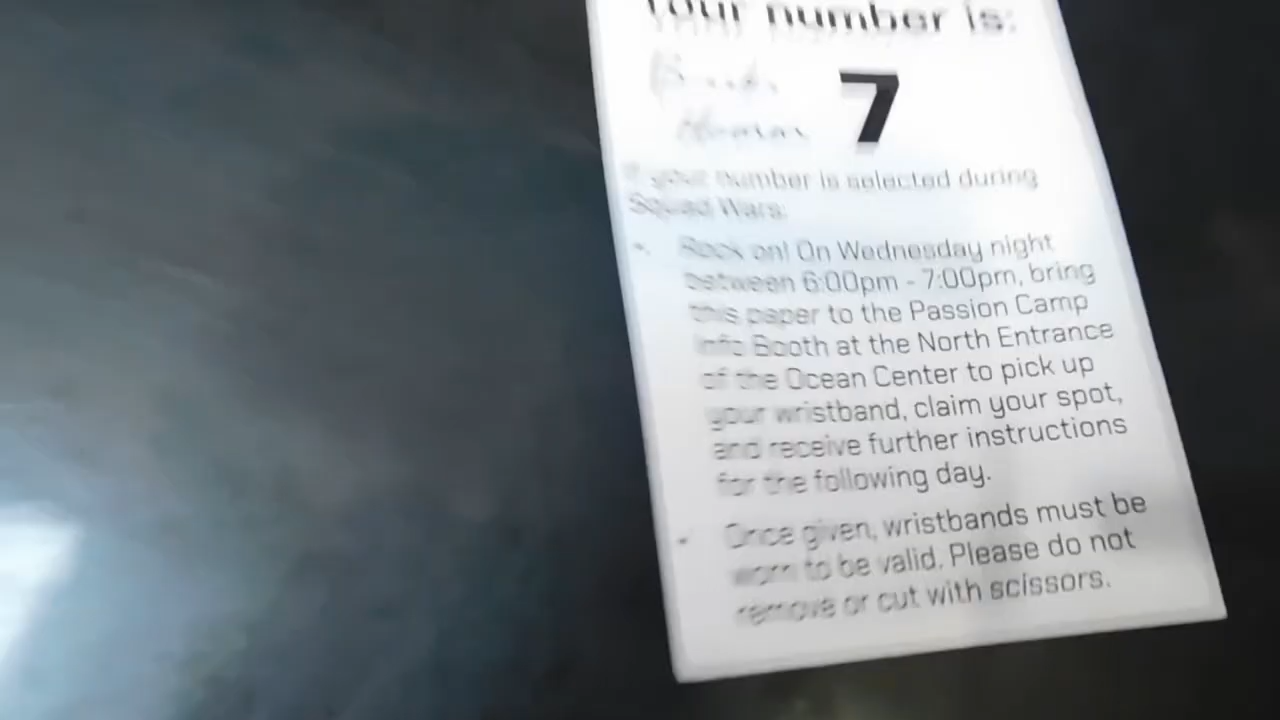 Your number is:
7
If your number is selected during
Squad Wars:
• Rock on! On Wednesday night
between 6:00pm - 7:00pm, bring
this paper to the Passion Camp
Info Booth at the North Entrance
of the Ocean Center to pick up
your wristband, claim your spot,
and receive further instructions
for the following day.
• Once given, wristbands must be
worn to be valid. Please do not
remove or cut with scissors.